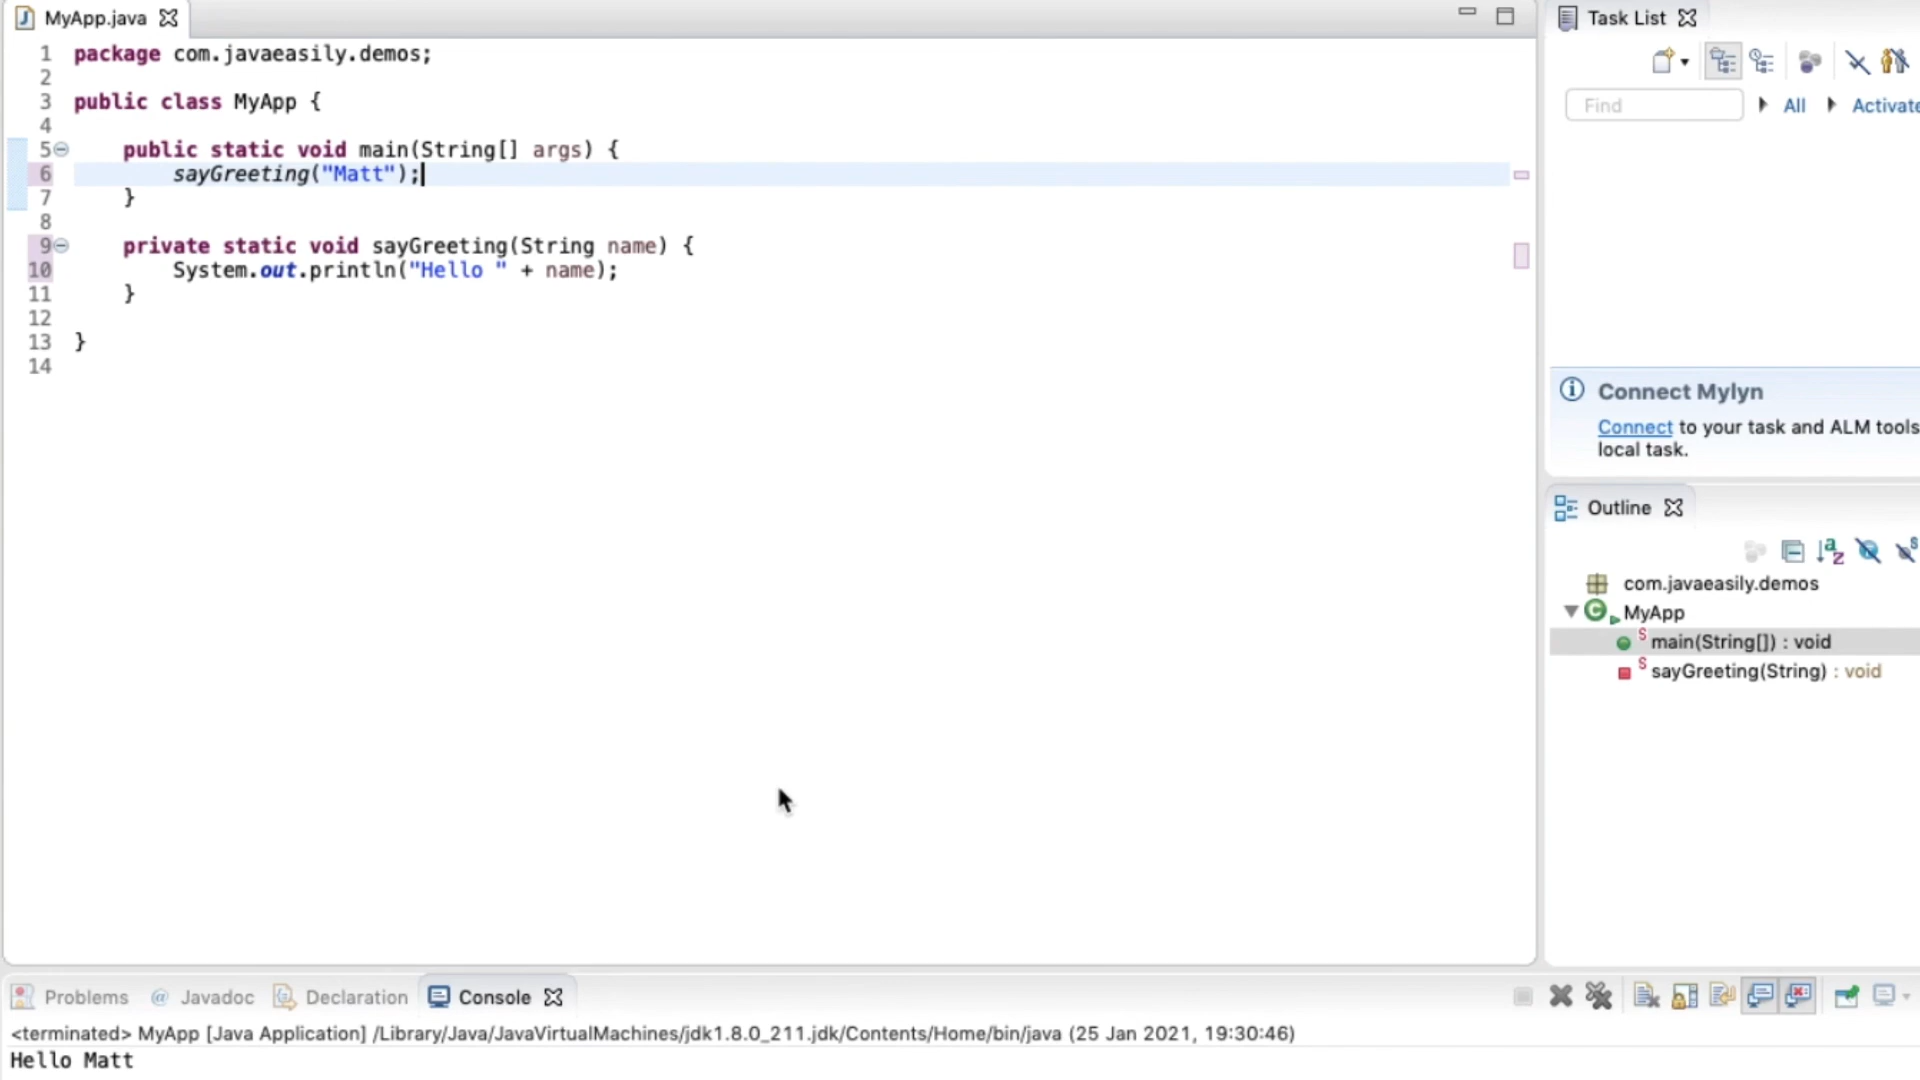 MyApp.java
1 package com.javaeasily.demos;
2
3 public class MyApp {
4
5 public static void main(String[] args) {
6 sayGreeting("Matt");
7 }
8
9 private static void sayGreeting(String name) {
10 System.out.println("Hello " + name);
11 }
12
13 }
14
Task List
Find All Activate
Connect Mylyn
Connect to your task and ALM tools
local task.
Outline
com.javaeasily.demos
MyApp
main(String[]) : void
sayGreeting(String) : void
Problems Javadoc Declaration Console
<terminated> MyApp [Java Application] /Library/Java/JavaVirtualMachines/jdk1.8.0_211.jdk/Contents/Home/bin/java (25 Jan 2021, 19:30:46)
Hello Matt